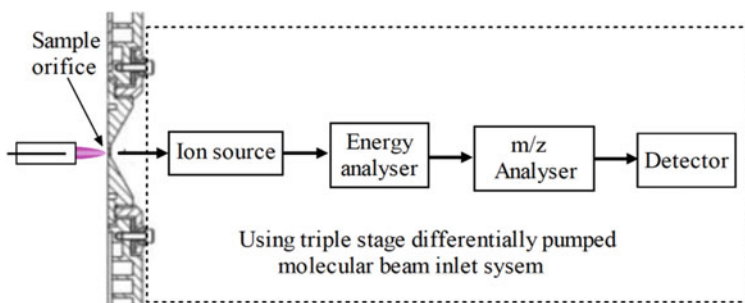 Sample
orifice
Ion source
Energy
analyser
m/z
Analyser
Detector
Using triple stage differentially pumped
molecular beam inlet sysem